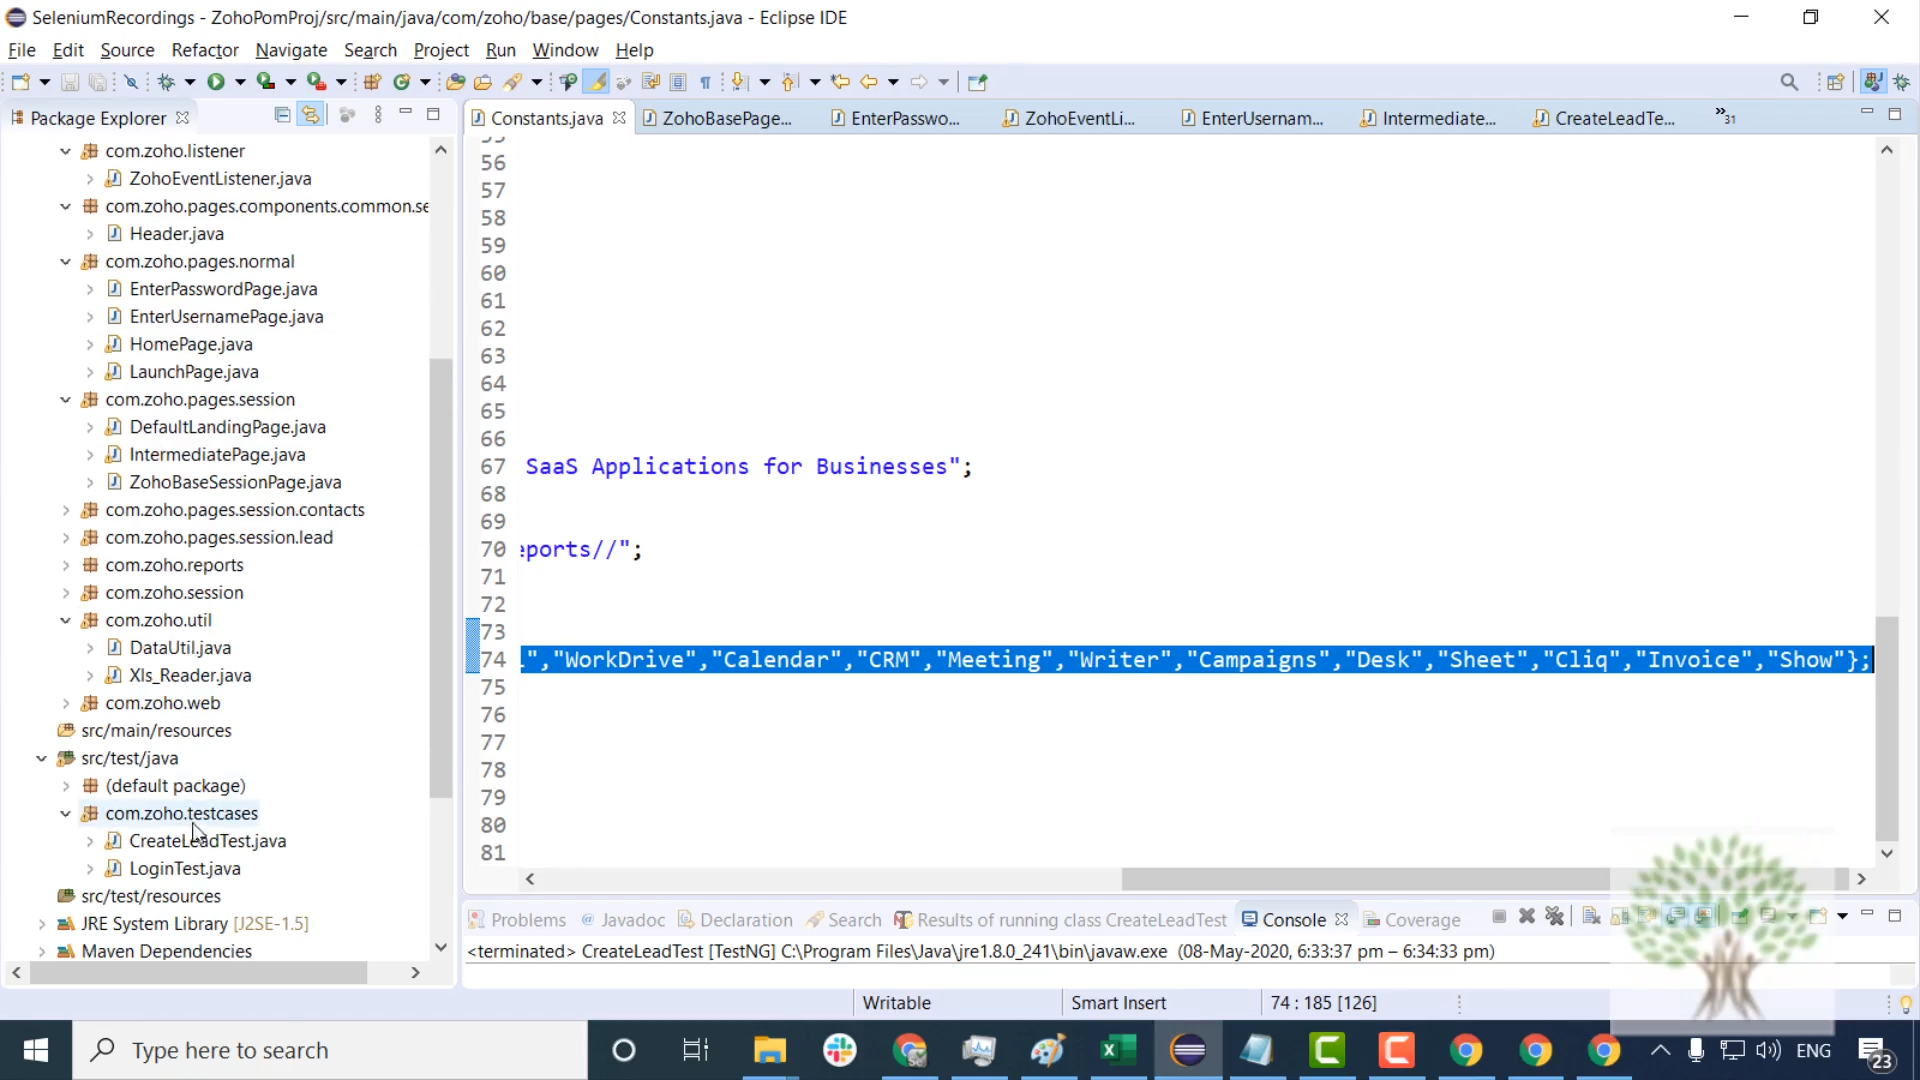 SeleniumRecordings - ZohoPomProj/src/main/java/com/zoho/base/pages/Constants.java - Eclipse IDE
File Edit Source Refactor Navigate Search Project Run Window Help
Package Explorer
Constants.java ZohoBasePage... EnterPasswo... ZohoEventLi... EnterUsernam... Intermediate... CreateLeadTe... »31
com.zoho.listener
ZohoEventListener.java
com.zoho.pages.components.common.se
Header.java
com.zoho.pages.normal
EnterPasswordPage.java
EnterUsernamePage.java
HomePage.java
LaunchPage.java
com.zoho.pages.session
DefaultLandingPage.java
IntermediatePage.java
ZohoBaseSessionPage.java
com.zoho.pages.session.contacts
com.zoho.pages.session.lead
com.zoho.reports
com.zoho.session
com.zoho.util
DataUtil.java
Xls_Reader.java
com.zoho.web
src/main/resources
src/test/java
(default package)
com.zoho.testcases
CreateLeadTest.java
LoginTest.java
src/test/resources
JRE System Library [J2SE-1.5]
Maven Dependencies
56
57
58
59
60
61
62
63
64
65
66
67 SaaS Applications for Businesses";
68
69
70 ports//";
71
72
73
74 ","WorkDrive","Calendar","CRM","Meeting","Writer","Campaigns","Desk","Sheet","Cliq","Invoice","Show"};
75
76
77
78
79
80
81
Problems Javadoc Declaration Search Results of running class CreateLeadTest Console Coverage
<terminated> CreateLeadTest [TestNG] C:\Program Files\Java\jre1.8.0_241\bin\javaw.exe (08-May-2020, 6:33:37 pm – 6:34:33 pm)
Writable Smart Insert 74 : 185 [126]
Type here to search
ENG
23